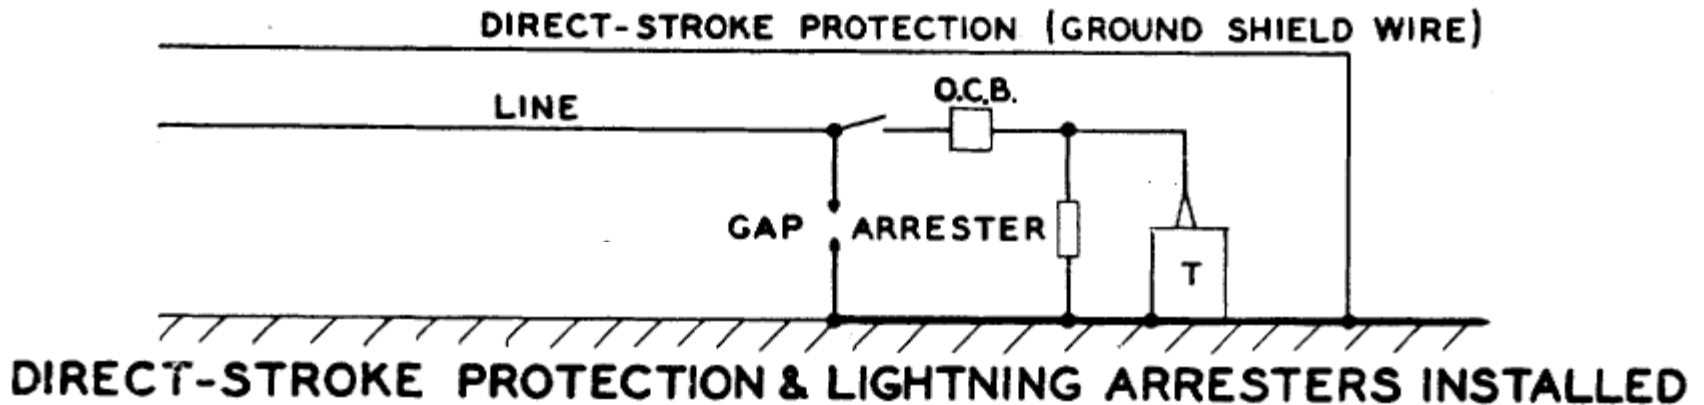 DIRECT-STROKE PROTECTION (GROUND SHIELD WIRE)
O.C.B.
LINE
GAP ARRESTER
T
DIRECT-STROKE PROTECTION & LIGHTNING ARRESTERS INSTALLED